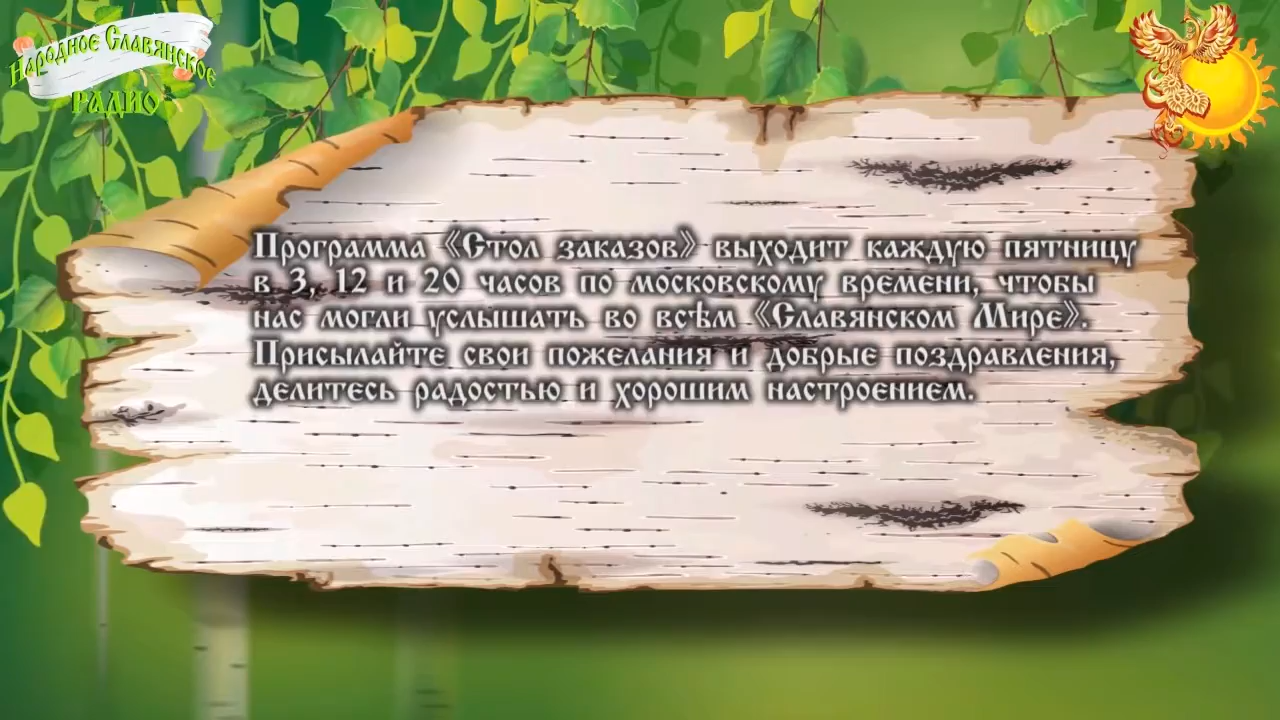 Народное Славянское
РАДИО
Программа «Стол заказов» выходит каждую пятницу
в 3, 12 и 20 часов по московскому времени, чтобы
нас могли услышать во всѣм «Славянском Мире».
Присылайте свои пожелания и добрые поздравления,
делитесь радостью и хорошим настроением.